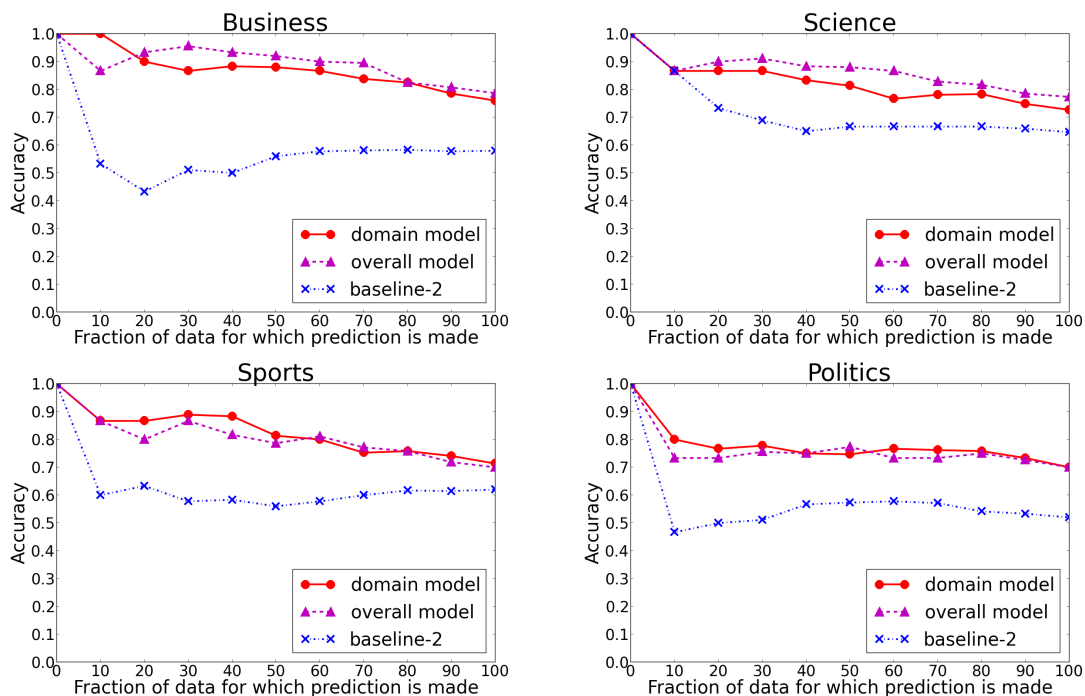 Business
Accuracy
1.0
0.9
0.8
0.7
0.6
0.5
0.4
0.3
0.2
0.1
0.0
domain model
overall model
baseline-2
0 10 20 30 40 50 60 70 80 90 100
Fraction of data for which prediction is made
Science
Accuracy
1.0
0.9
0.8
0.7
0.6
0.5
0.4
0.3
0.2
0.1
0.0
domain model
overall model
baseline-2
0 10 20 30 40 50 60 70 80 90 100
Fraction of data for which prediction is made
Sports
Accuracy
1.0
0.9
0.8
0.7
0.6
0.5
0.4
0.3
0.2
0.1
0.0
domain model
overall model
baseline-2
0 10 20 30 40 50 60 70 80 90 100
Fraction of data for which prediction is made
Politics
Accuracy
1.0
0.9
0.8
0.7
0.6
0.5
0.4
0.3
0.2
0.1
0.0
domain model
overall model
baseline-2
0 10 20 30 40 50 60 70 80 90 100
Fraction of data for which prediction is made